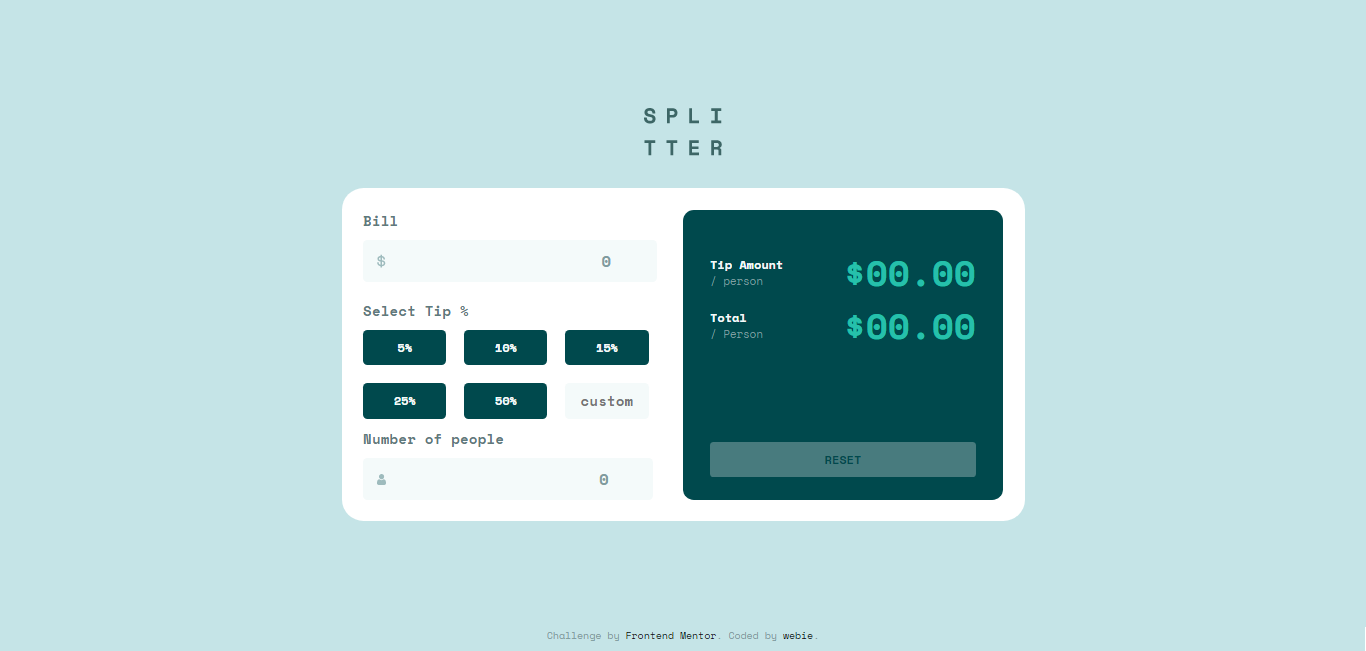 SPLI
TTER
Bill
$ 0
Select Tip %
5% 10% 15%
25% 50% custom
Number of people
0
Tip Amount
/ person
$00.00
Total
/ Person
$00.00
RESET
Challenge by Frontend Mentor. Coded by webie.